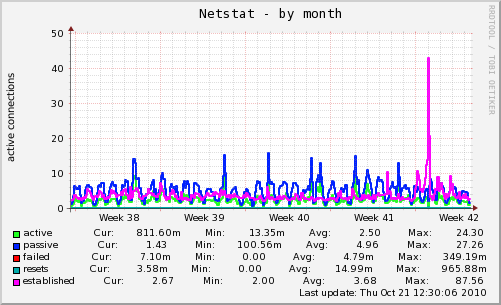 Netstat - by month
RRDTOOL / TOBI OETIKER
active connections
50
40
30
20
10
0
Week 38 Week 39 Week 40 Week 41 Week 42
active Cur: 811.60m Min: 13.35m Avg: 2.50 Max: 24.30
passive Cur: 1.43 Min: 100.56m Avg: 4.96 Max: 27.26
failed Cur: 7.10m Min: 0.00 Avg: 4.79m Max: 349.19m
resets Cur: 3.58m Min: 0.00 Avg: 14.99m Max: 965.88m
established Cur: 2.67 Min: 2.00 Avg: 3.68 Max: 87.56
Last update: Thu Oct 21 12:30:06 2010